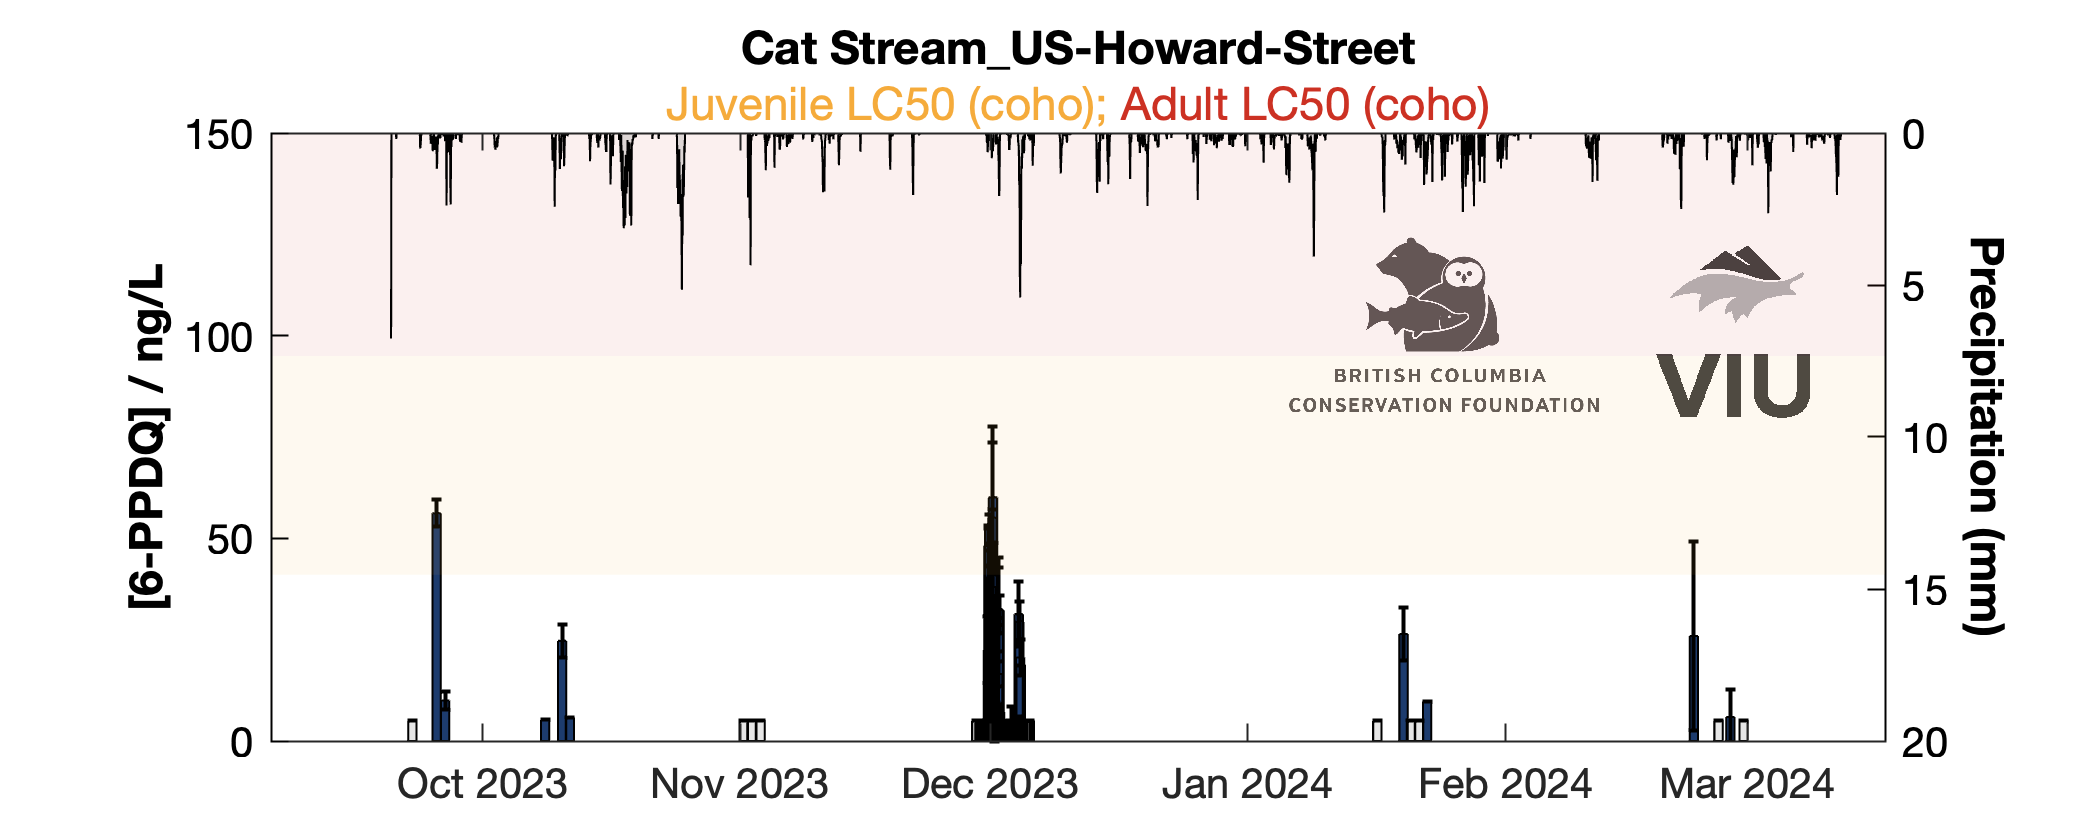 Cat Stream_US-Howard-Street
Juvenile LC50 (coho); Adult LC50 (coho)
150
100
50
0
[6-PPDQ] / ng/L
0
5
10
15
20
Precipitation (mm)
BRITISH COLUMBIA
CONSERVATION FOUNDATION
VIU
Oct 2023
Nov 2023
Dec 2023
Jan 2024
Feb 2024
Mar 2024